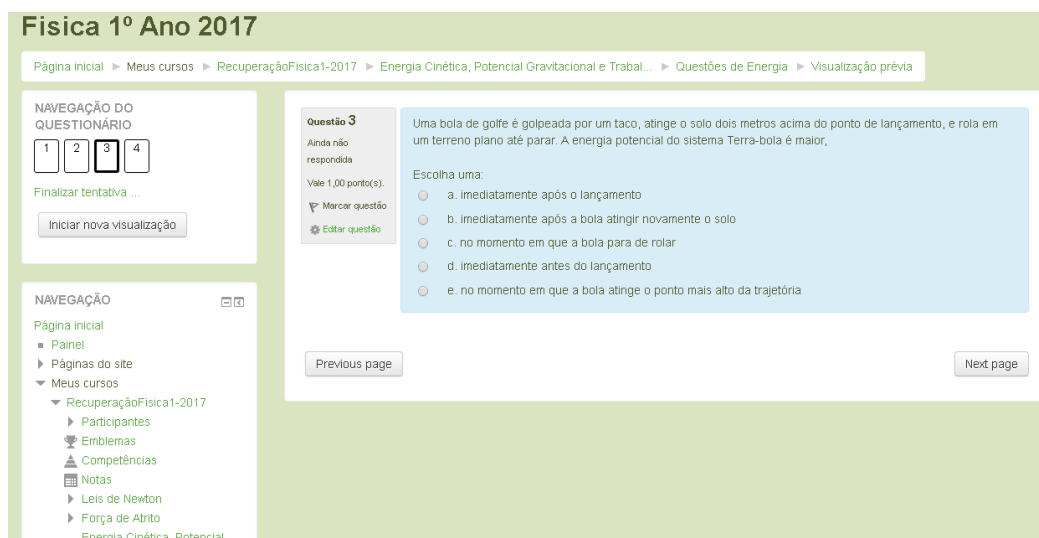 Fisica 1º Ano 2017
Página inicial ▶ Meus cursos ▶ RecuperaçãoFisica1-2017 ▶ Energia Cinética, Potencial Gravitacional e Trabal... ▶ Questões de Energia ▶ Visualização prévia
NAVEGAÇÃO DO
QUESTIONÁRIO
1 2 3 4
Finalizar tentativa ...
Iniciar nova visualização
Questão 3
Ainda não
respondida
Vale 1,00 ponto(s).
Marcar questão
Editar questão
Uma bola de golfe é golpeada por um taco, atinge o solo dois metros acima do ponto de lançamento, e rola em
um terreno plano até parar. A energia potencial do sistema Terra-bola é maior,
Escolha uma:
a. imediatamente após o lançamento
b. imediatamente após a bola atingir novamente o solo
c. no momento em que a bola para de rolar
d. imediatamente antes do lançamento
e. no momento em que a bola atinge o ponto mais alto da trajetória
Previous page
Next page
NAVEGAÇÃO
Página inicial
Painel
Páginas do site
Meus cursos
RecuperaçãoFisica1-2017
Participantes
Emblemas
Competências
Notas
Leis de Newton
Força de Atrito
Energia Cinética, Potencial